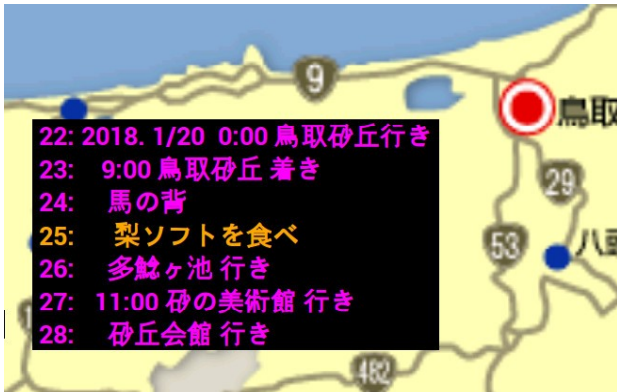 9
鳥取
22: 2018. 1/20 0:00 鳥取砂丘行き
23: 9:00 鳥取砂丘 着き
24: 馬の背
29
25: 梨ソフトを食べ
53
八頭
26: 多鯰ヶ池 行き
27: 11:00 砂の美術館 行き
28: 砂丘会館 行き
482